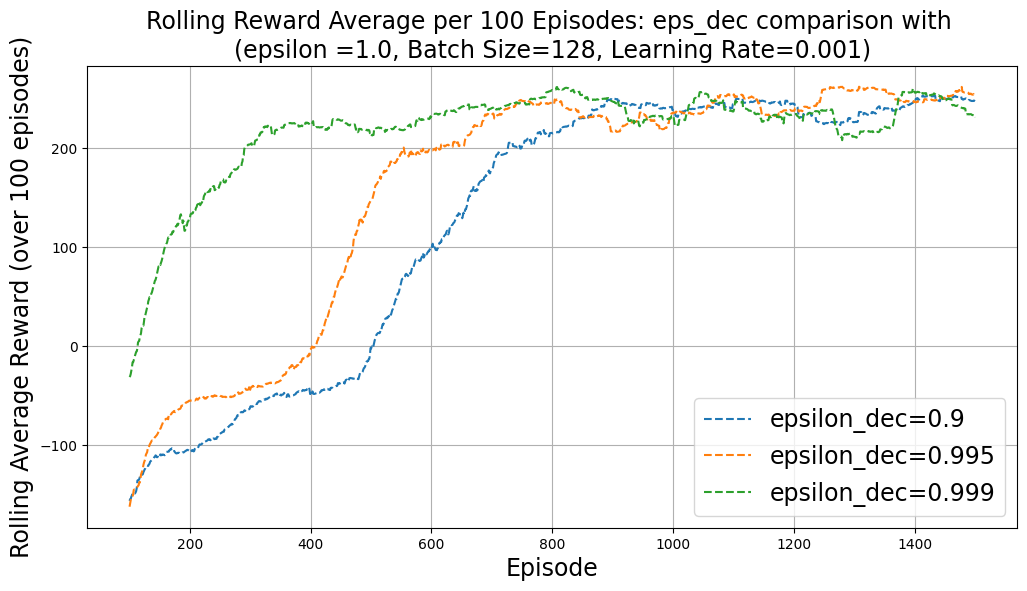 Rolling Reward Average per 100 Episodes: eps_dec comparison with
(epsilon =1.0, Batch Size=128, Learning Rate=0.001)
Rolling Average Reward (over 100 episodes)
200
100
0
−100
200
400
600
800
1000
1200
1400
Episode
epsilon_dec=0.9
epsilon_dec=0.995
epsilon_dec=0.999